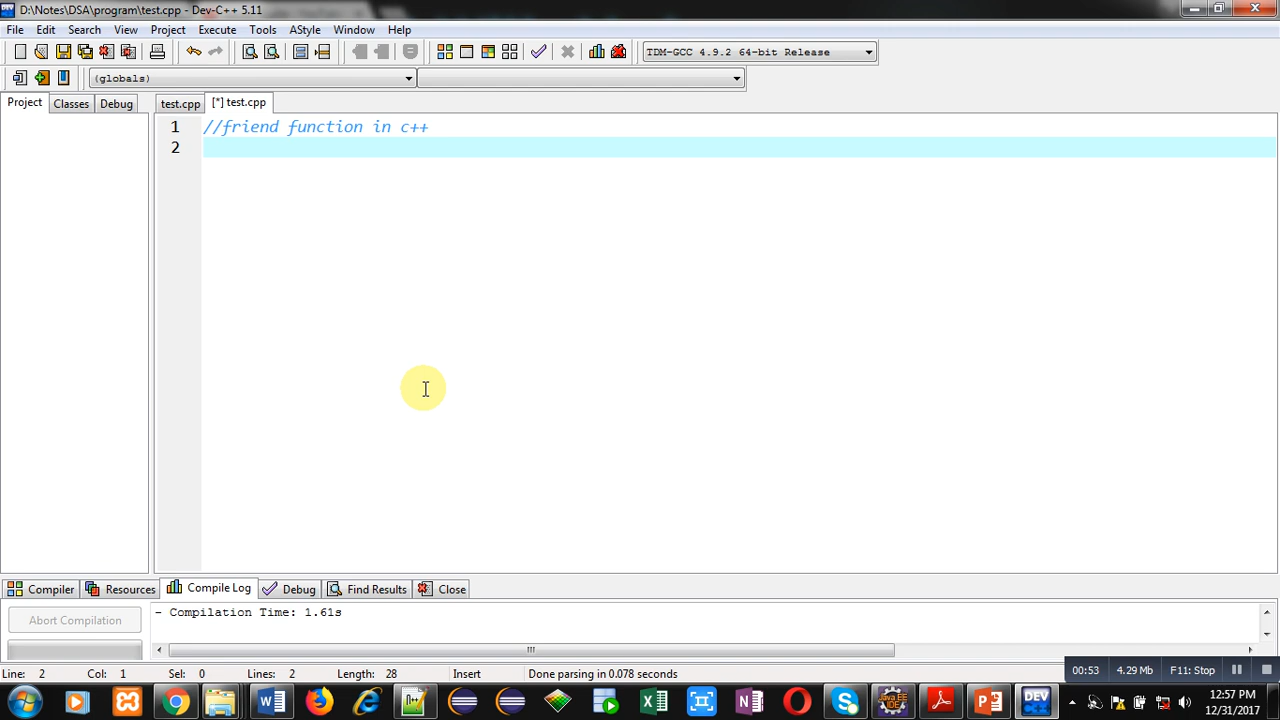 D:\Notes\DSA\program\test.cpp - Dev-C++ 5.11
File Edit Search View Project Execute Tools AStyle Window Help
TDM-GCC 4.9.2 64-bit Release
(globals)
Project Classes Debug test.cpp [*] test.cpp
1 //friend function in c++
2
Compiler Resources Compile Log Debug Find Results Close
- Compilation Time: 1.61s
Abort Compilation
Line: 2 Col: 1 Sel: 0 Lines: 2 Length: 28 Insert Done parsing in 0.078 seconds
00:53 4.29 Mb F11: Stop
12:57 PM
12/31/2017